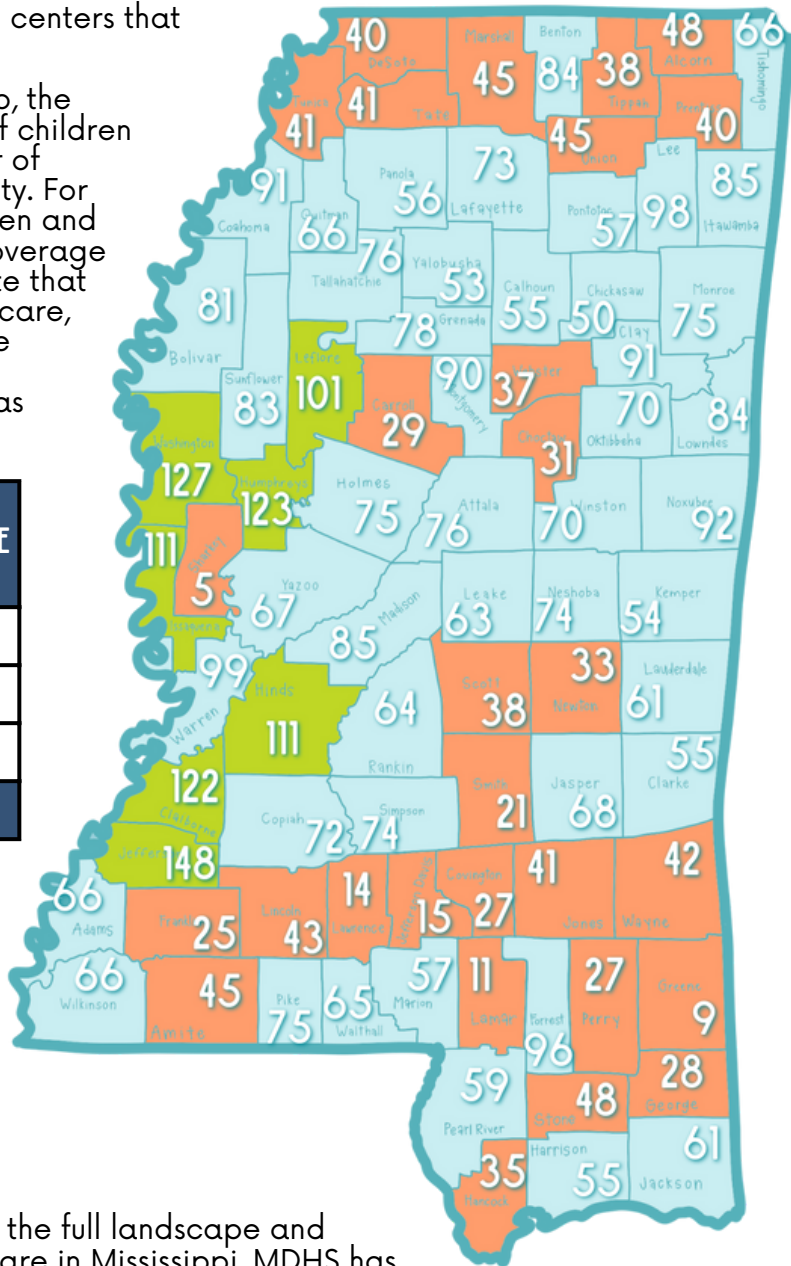 centers that
o, the
f children
t of
ty. For
en and
overage
te that
care,
e
as
E
40
DeSoto
Marshal
45
Benton
84
38
Tippah
48
Alcorn
66
Tishomingo
Tunica
41
41
Tate
45
Union
Prentiss
40
91
Coahoma
Quitman
66
Panola
56
73
Lafayette
Pontotoc
57
Lee
98
85
Itawamba
81
Bolivar
76
Tallahatchie
Yalobusha
53
Calhoun
55
Chickasaw
50
Monroe
75
78
Grenada
Clay
91
Sunflower
83
Leflore
101
Carroll
29
90
Montgomery
Webster
37
Choctaw
31
70
Oktibbeha
84
Lowndes
Washington
127
Humphreys
123
Holmes
75
Attala
76
Winston
70
Noxubee
92
111
Issaquena
Sharkey
5
Yazoo
67
Madison
85
Leake
63
Neshoba
74
Kemper
54
99
Warren
Hinds
111
64
Rankin
Scott
38
33
Newton
Lauderdale
61
122
Claiborne
Copiah
72
Simpson
74
Smith
21
Jasper
68
55
Clarke
Jefferson
148
66
Adams
Franklin
25
Lincoln
43
14
Lawrence
Jefferson Davis
15
Covington
27
41
Jones
42
Wayne
66
Wilkinson
45
Amite
Pike
75
65
Walthall
57
Marion
11
Lamar
Forrest
96
27
Perry
Greene
9
59
Pearl River
48
Stone
28
George
35
Hancock
Harrison
55
61
Jackson
the full landscape and
are in Mississippi, MDHS has